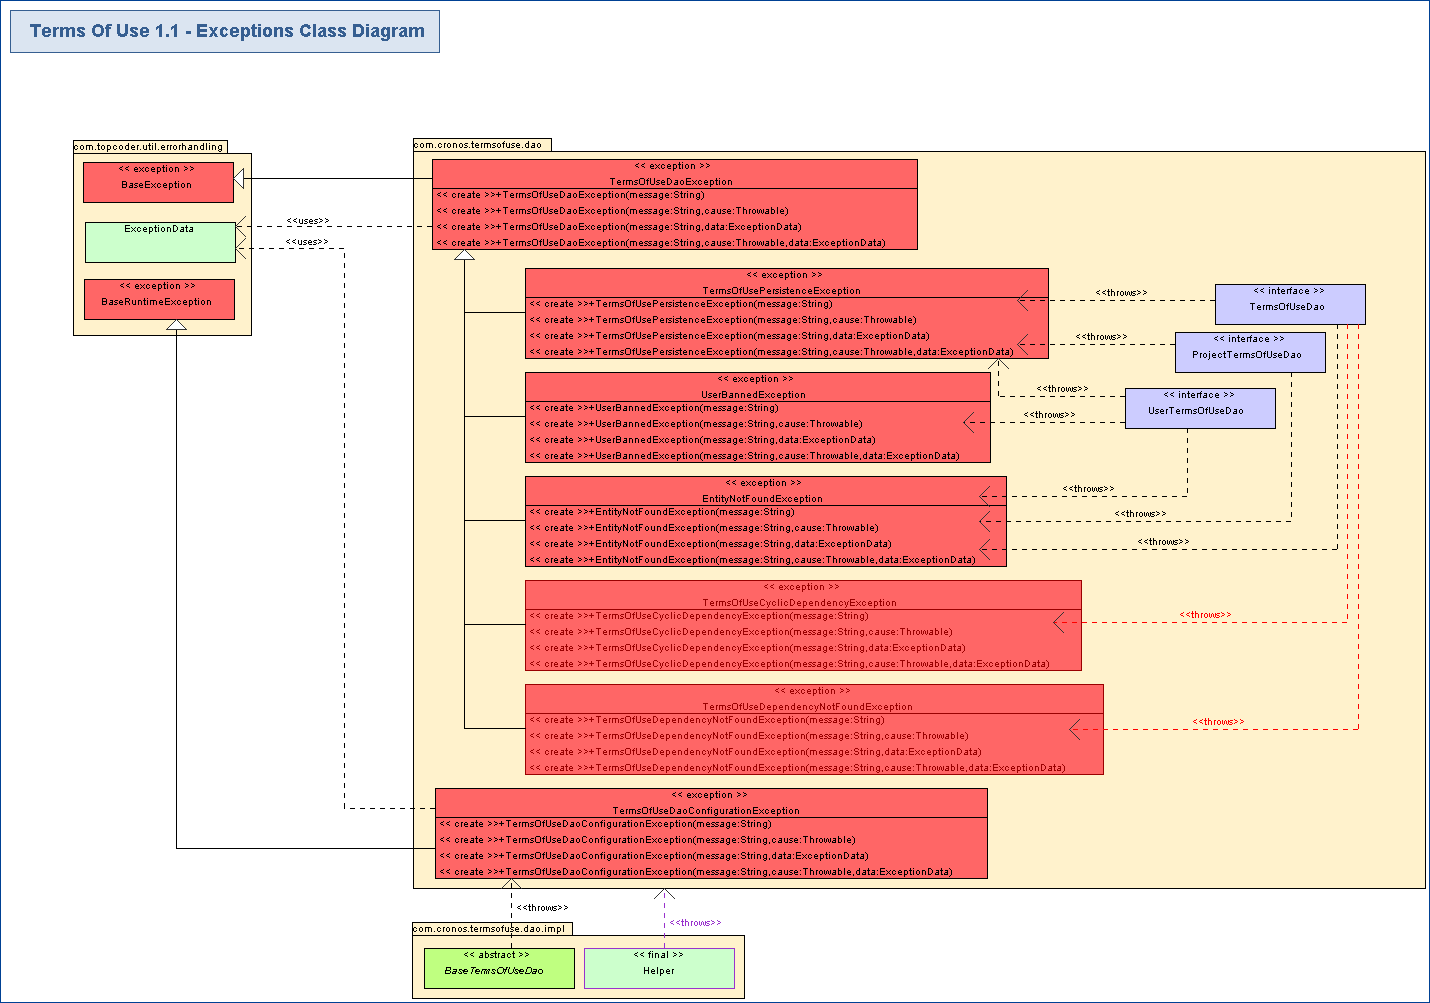 Terms Of Use 1.1 - Exceptions Class Diagram
com.topcoder.util.errorhandling
<< exception >>
BaseException
ExceptionData
<< exception >>
BaseRuntimeException
<<uses>>
<<uses>>
com.cronos.termsofuse.dao
<< exception >>
TermsOfUseDaoException
<< create >>+TermsOfUseDaoException(message:String)
<< create >>+TermsOfUseDaoException(message:String,cause:Throwable)
<< create >>+TermsOfUseDaoException(message:String,data:ExceptionData)
<< create >>+TermsOfUseDaoException(message:String,cause:Throwable,data:ExceptionData)
<< exception >>
TermsOfUsePersistenceException
<< create >>+TermsOfUsePersistenceException(message:String)
<< create >>+TermsOfUsePersistenceException(message:String,cause:Throwable)
<< create >>+TermsOfUsePersistenceException(message:String,data:ExceptionData)
<< create >>+TermsOfUsePersistenceException(message:String,cause:Throwable,data:ExceptionData)
<<throws>>
<< interface >>
TermsOfUseDao
<<throws>>
<< interface >>
ProjectTermsOfUseDao
<<throws>>
<< interface >>
UserTermsOfUseDao
<<throws>>
<< exception >>
UserBannedException
<< create >>+UserBannedException(message:String)
<< create >>+UserBannedException(message:String,cause:Throwable)
<< create >>+UserBannedException(message:String,data:ExceptionData)
<< create >>+UserBannedException(message:String,cause:Throwable,data:ExceptionData)
<< exception >>
EntityNotFoundException
<< create >>+EntityNotFoundException(message:String)
<< create >>+EntityNotFoundException(message:String,cause:Throwable)
<< create >>+EntityNotFoundException(message:String,data:ExceptionData)
<< create >>+EntityNotFoundException(message:String,cause:Throwable,data:ExceptionData)
<<throws>>
<<throws>>
<<throws>>
<< exception >>
TermsOfUseCyclicDependencyException
<< create >>+TermsOfUseCyclicDependencyException(message:String)
<< create >>+TermsOfUseCyclicDependencyException(message:String,cause:Throwable)
<< create >>+TermsOfUseCyclicDependencyException(message:String,data:ExceptionData)
<< create >>+TermsOfUseCyclicDependencyException(message:String,cause:Throwable,data:ExceptionData)
<<throws>>
<< exception >>
TermsOfUseDependencyNotFoundException
<< create >>+TermsOfUseDependencyNotFoundException(message:String)
<< create >>+TermsOfUseDependencyNotFoundException(message:String,cause:Throwable)
<< create >>+TermsOfUseDependencyNotFoundException(message:String,data:ExceptionData)
<< create >>+TermsOfUseDependencyNotFoundException(message:String,cause:Throwable,data:ExceptionData)
<<throws>>
<< exception >>
TermsOfUseDaoConfigurationException
<< create >>+TermsOfUseDaoConfigurationException(message:String)
<< create >>+TermsOfUseDaoConfigurationException(message:String,cause:Throwable)
<< create >>+TermsOfUseDaoConfigurationException(message:String,data:ExceptionData)
<< create >>+TermsOfUseDaoConfigurationException(message:String,cause:Throwable,data:ExceptionData)
<<throws>>
<<throws>>
com.cronos.termsofuse.dao.impl
<< abstract >>
BaseTermsOfUseDao
<< final >>
Helper